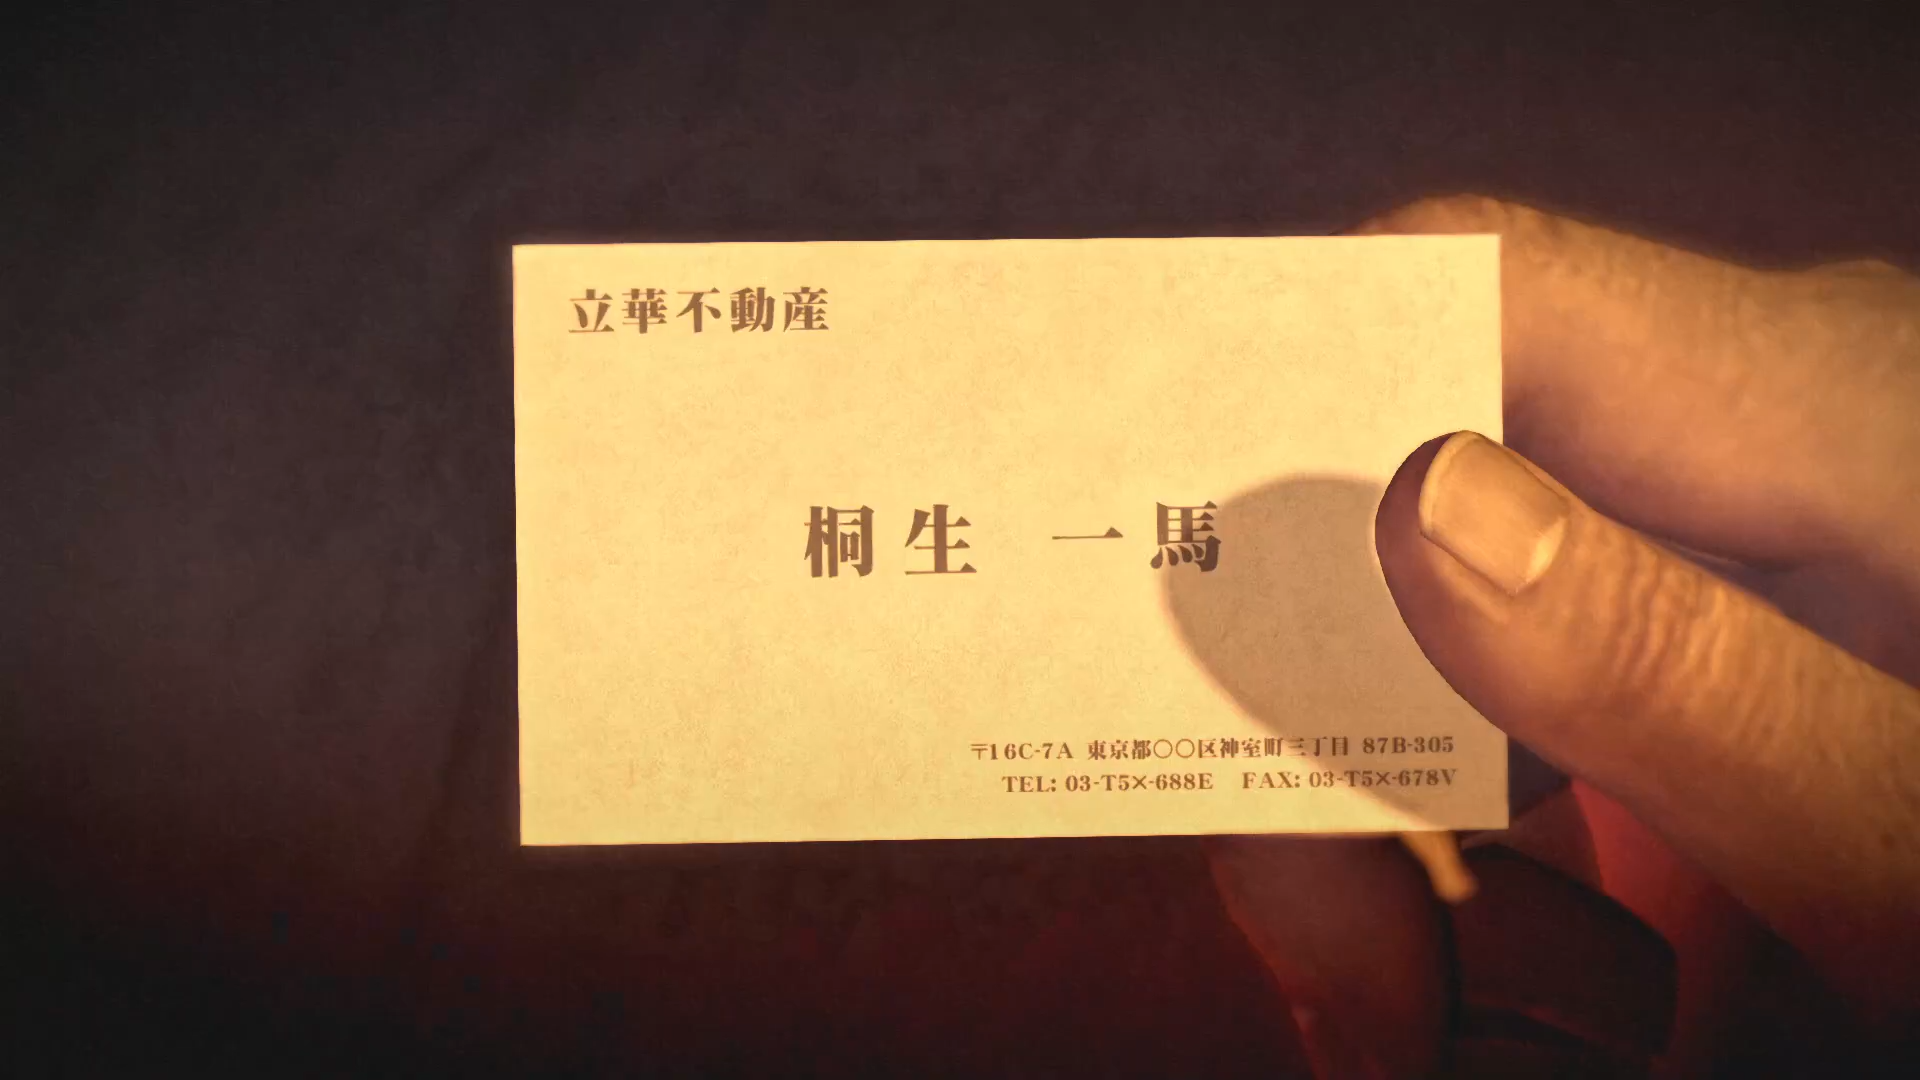 立華不動産
桐生 一馬
〒16C-7A 東京都〇〇区神室町三丁目 87B-305
TEL: 03-T5×-688E FAX: 03-T5×-678V